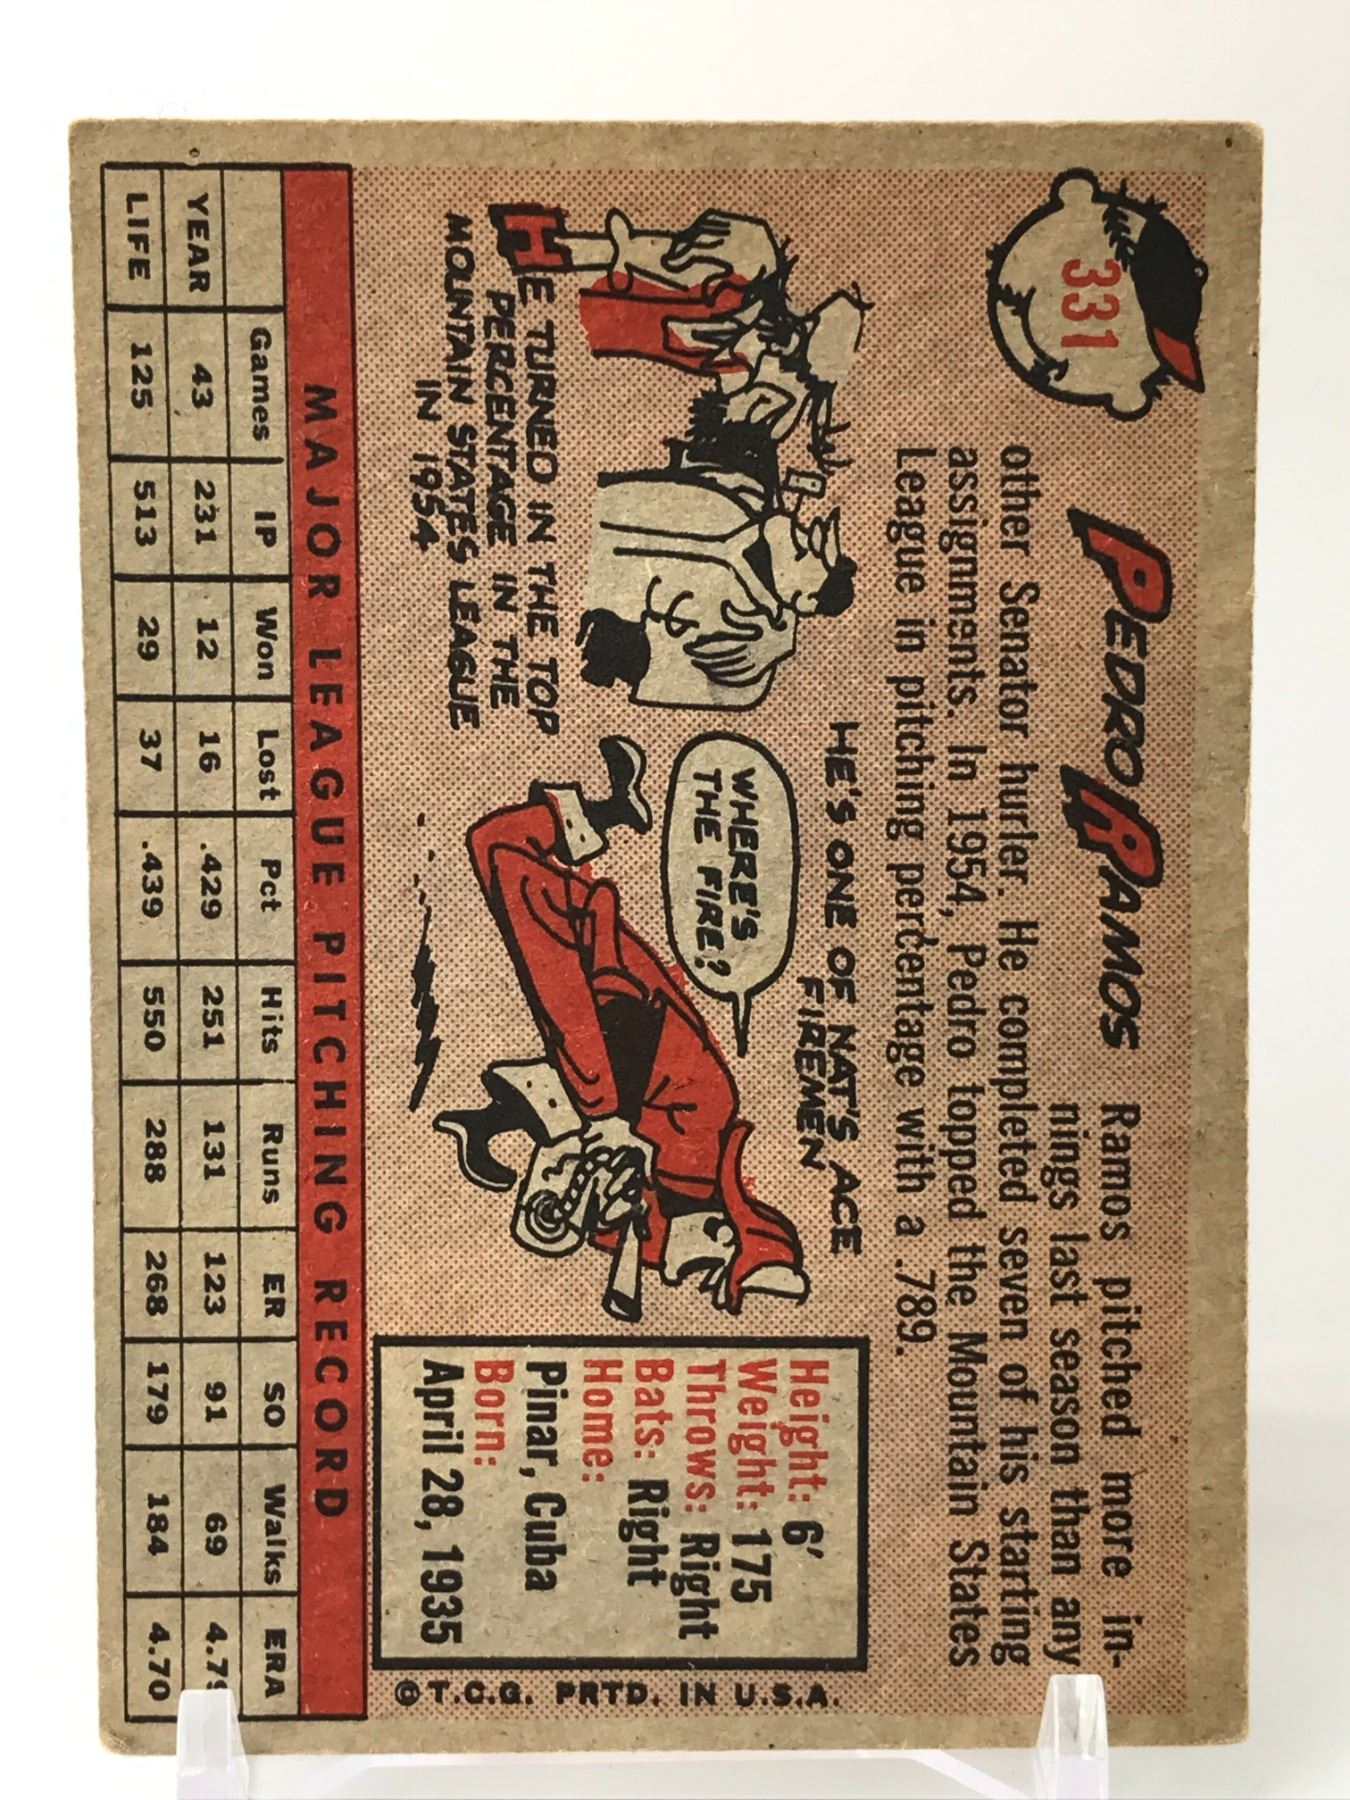 331
PEDRO RAMOS
Ramos pitched more in-
nings last season than any
other Senator hurler. He completed seven of his starting
assignments. In 1954, Pedro topped the Mountain States
League in pitching percentage with a .789.
HE TURNED IN THE TOP
PERCENTAGE IN THE
MOUNTAIN STATES LEAGUE
IN 1954
HE'S ONE OF NAT'S ACE
FIREMEN
WHERE'S
THE FIRE?
Height: 6'
Weight: 175
Throws: Right
Bats: Right
Home:
Pinar, Cuba
Born:
April 28, 1935
©T.C.G. PRTD. IN U.S.A.
MAJOR LEAGUE PITCHING RECORD
Games IP Won Lost Pct Hits Runs ER SO Walks ERA
YEAR 43 231 12 16 .429 251 131 123 91 69 4.79
LIFE 125 513 29 37 .439 550 288 268 179 184 4.70